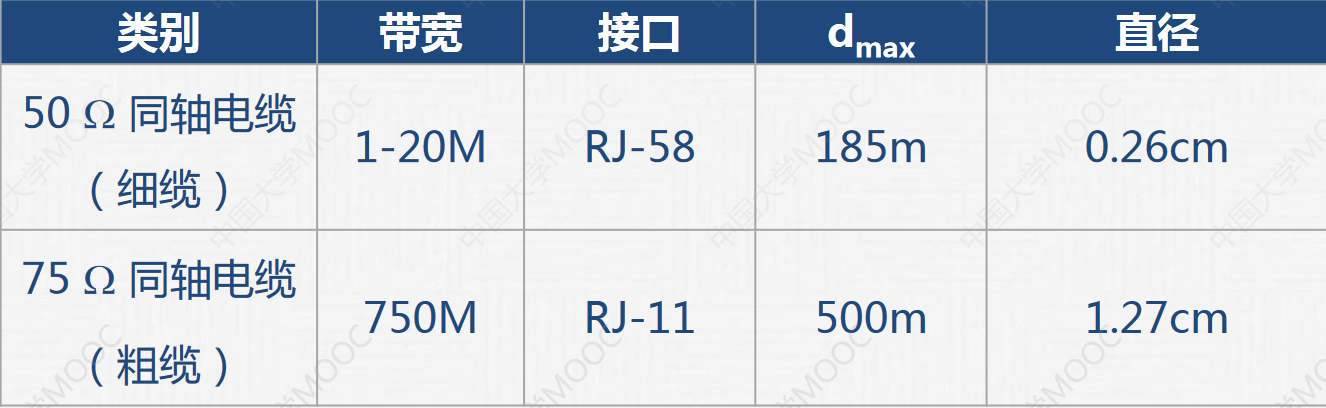 类别 带宽 接口 dmax 直径
50 Ω 同轴电缆
（细缆） 1-20M RJ-58 185m 0.26cm
75 Ω 同轴电缆
（粗缆） 750M RJ-11 500m 1.27cm
中国大学MOOC